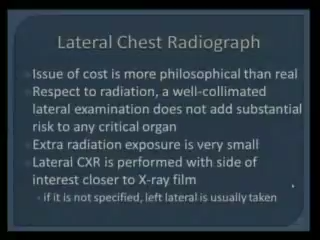 Lateral Chest Radiograph
Issue of cost is more philosophical than real
Respect to radiation, a well-collimated
lateral examination does not add substantial
risk to any critical organ
Extra radiation exposure is very small
Lateral CXR is performed with side of
interest closer to X-ray film
if it is not specified, left lateral is usually taken